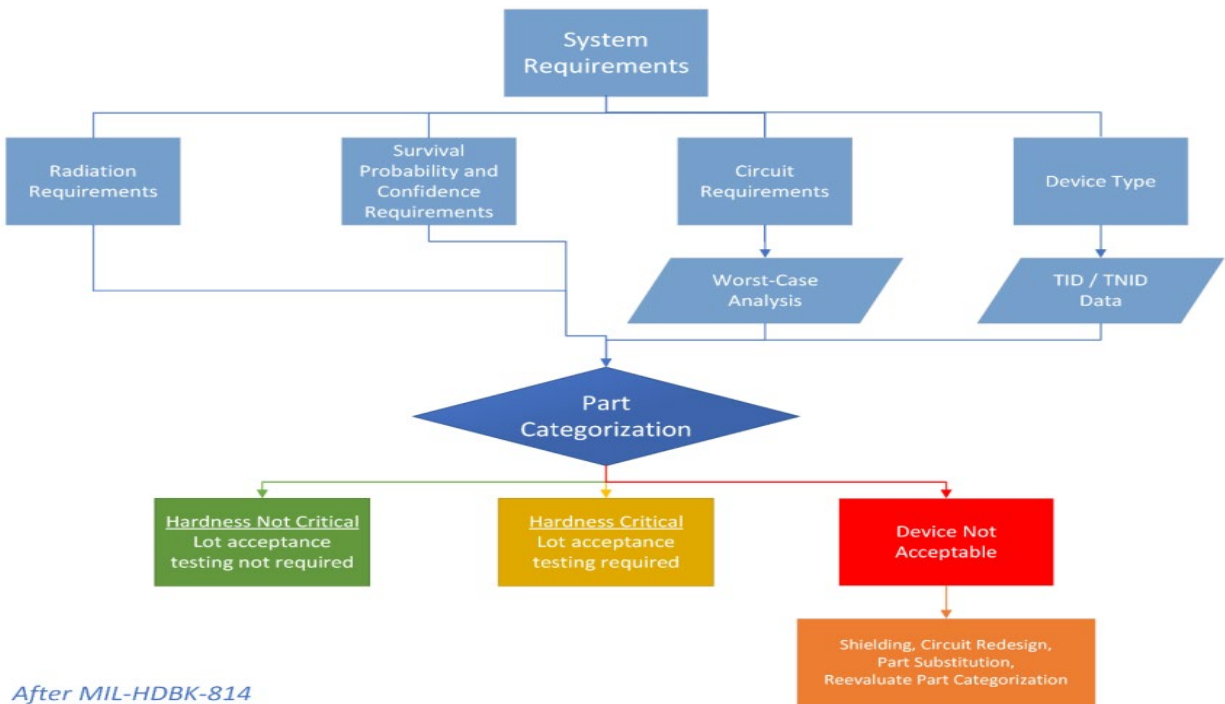 System
Requirements
Radiation
Requirements
Survival
Probability and
Confidence
Requirements
Circuit
Requirements
Device Type
Worst-Case
Analysis
TID / TNID
Data
Part
Categorization
Hardness Not Critical
Lot acceptance
testing not required
Hardness Critical
Lot acceptance
testing required
Device Not
Acceptable
Shielding, Circuit Redesign,
Part Substitution,
Reevaluate Part Categorization
After MIL-HDBK-814